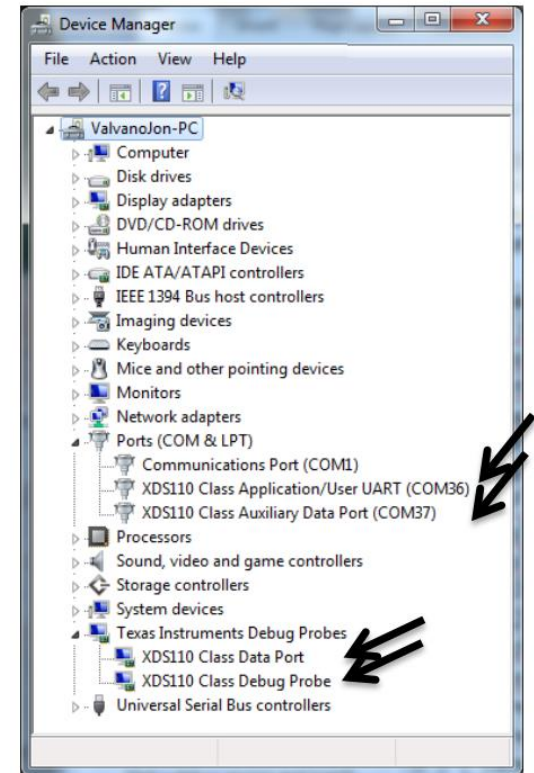 Device Manager
File Action View Help
ValvanoJon-PC
Computer
Disk drives
Display adapters
DVD/CD-ROM drives
Human Interface Devices
IDE ATA/ATAPI controllers
IEEE 1394 Bus host controllers
Imaging devices
Keyboards
Mice and other pointing devices
Monitors
Network adapters
Ports (COM & LPT)
Communications Port (COM1)
XDS110 Class Application/User UART (COM36)
XDS110 Class Auxiliary Data Port (COM37)
Processors
Sound, video and game controllers
Storage controllers
System devices
Texas Instruments Debug Probes
XDS110 Class Data Port
XDS110 Class Debug Probe
Universal Serial Bus controllers